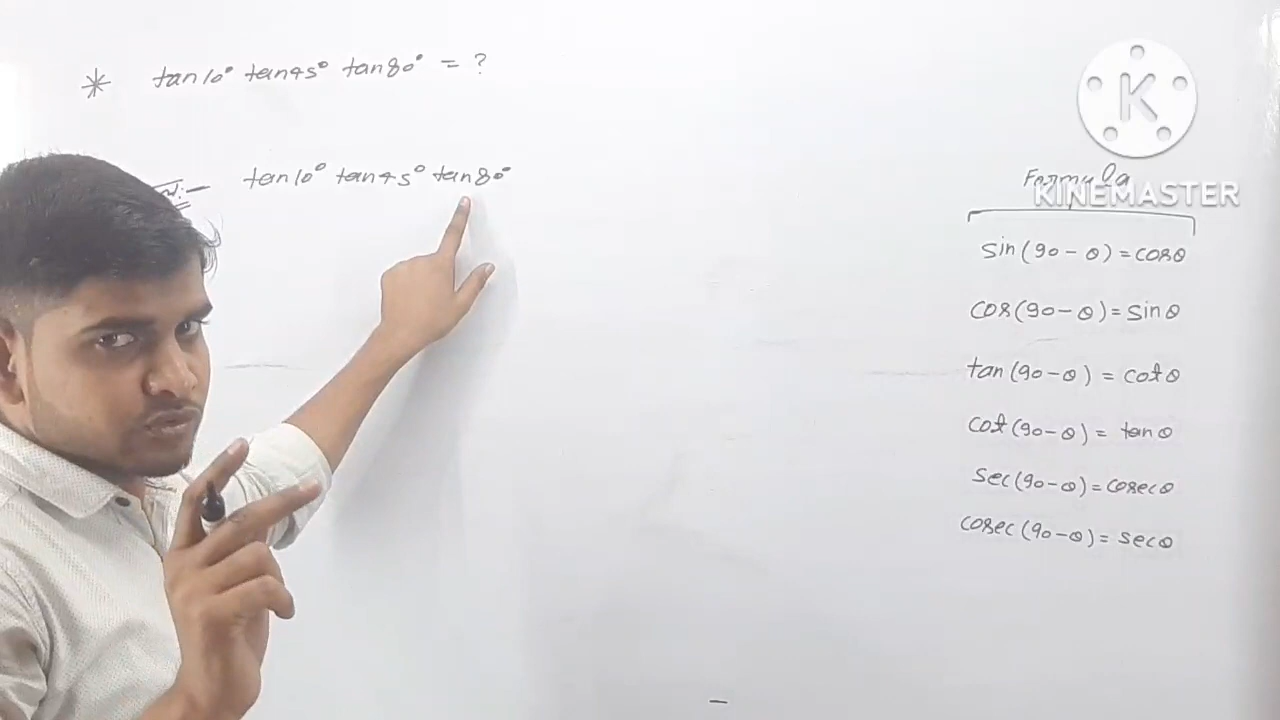 * tan10° tan45° tan80° = ?
tan10° tan45° tan80°
K
KINEMASTER
Formula
sin(90-θ)=cosθ
cos(90-θ)=sinθ
tan(90-θ) = cotθ
cot(90-θ) = tanθ
sec(90-θ)=cosecθ
cosec(90-θ)= secθ